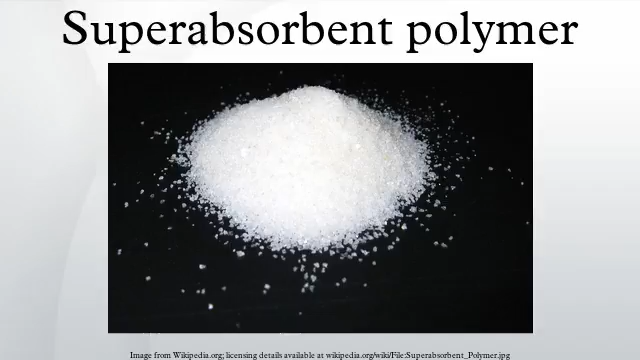 Superabsorbent polymer
Image from Wikipedia.org; licensing details available at wikipedia.org/wiki/File:Superabsorbent_Polymer.jpg